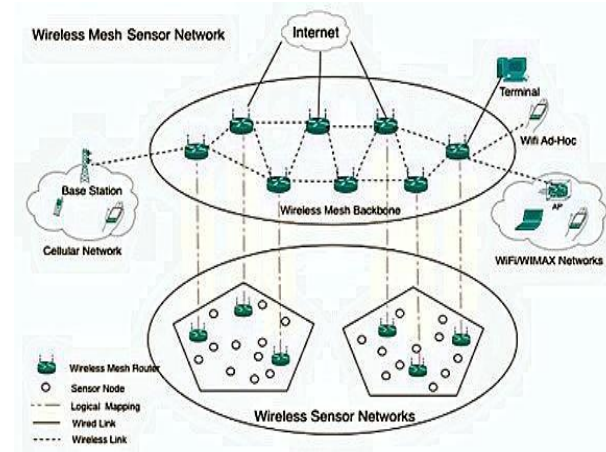 Wireless Mesh Sensor Network
Internet
Terminal
Wifi Ad-Hoc
Base Station
AP
Wireless Mesh Backbone
Cellular Network
WiFi/WIMAX Networks
Wireless Mesh Router
Sensor Node
Logical Mapping
Wired Link
Wireless Link
Wireless Sensor Networks